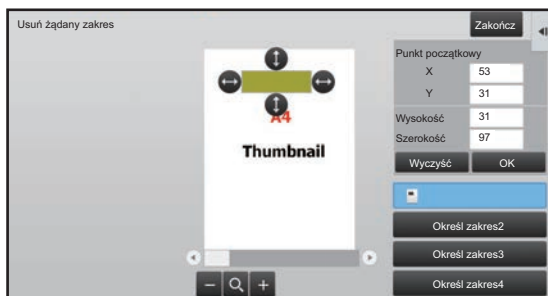 Usuń żądany zakres
Zakończ
A4
Thumbnail
Punkt początkowy
X 53
Y 31
Wysokość 31
Szerokość 97
Wyczyść OK
Określ zakres2
Określ zakres3
Określ zakres4